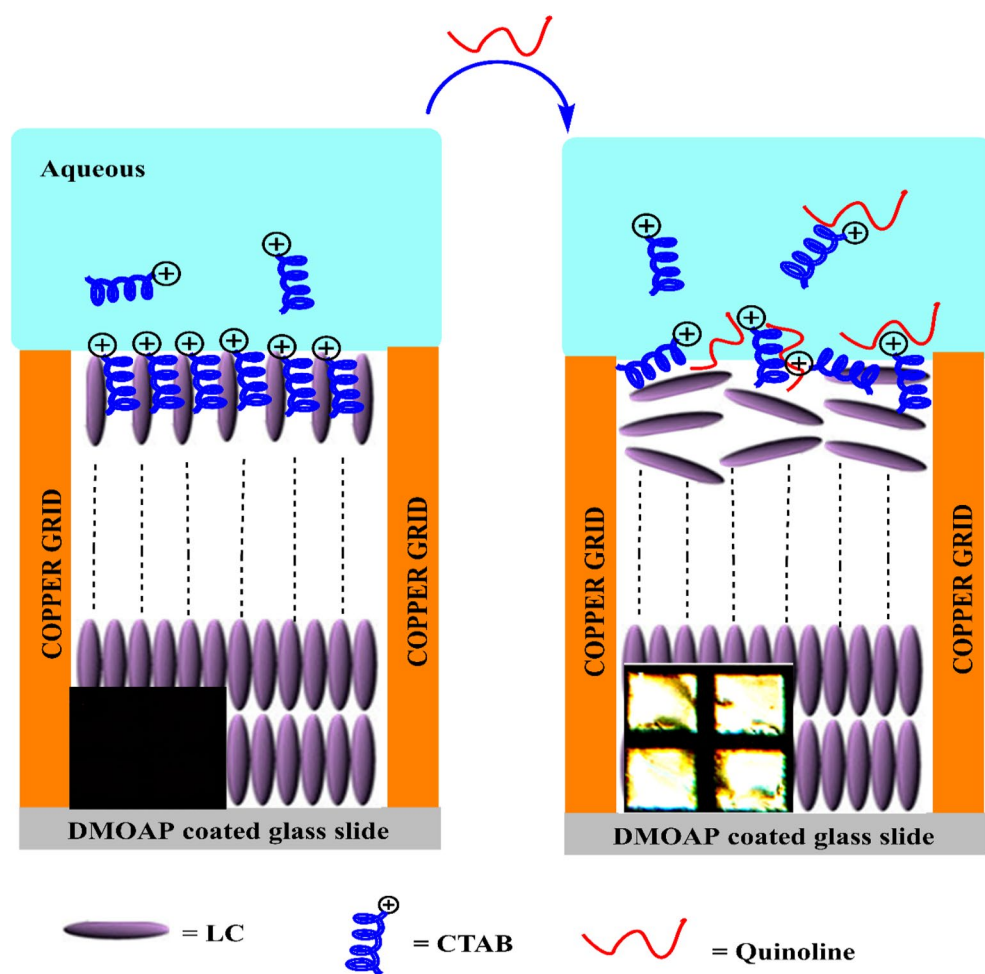 Aqueous
+
+
+
+
+
+
+
+
COPPER GRID
COPPER GRID
DMOAP coated glass slide
+
+
+
+
+
+
COPPER GRID
COPPER GRID
DMOAP coated glass slide
= LC
+
= CTAB
= Quinoline